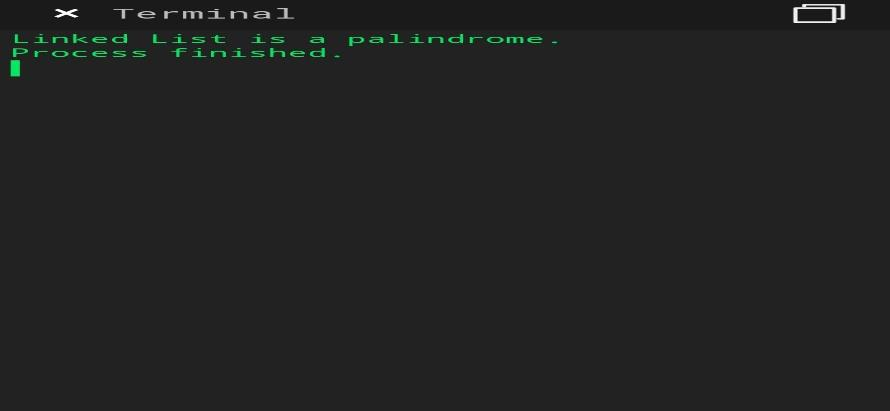 Terminal
Linked List is a palindrome.
Process finished.